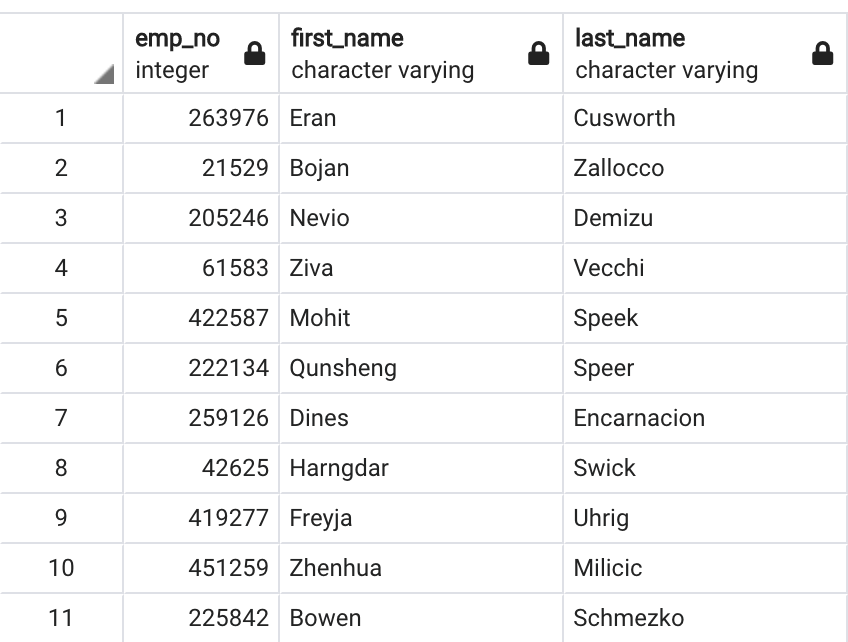 emp_no first_name last_name
integer character varying character varying
1 263976 Eran Cusworth
2 21529 Bojan Zallocco
3 205246 Nevio Demizu
4 61583 Ziva Vecchi
5 422587 Mohit Speek
6 222134 Qunsheng Speer
7 259126 Dines Encarnacion
8 42625 Harngdar Swick
9 419277 Freyja Uhrig
10 451259 Zhenhua Milicic
11 225842 Bowen Schmezko